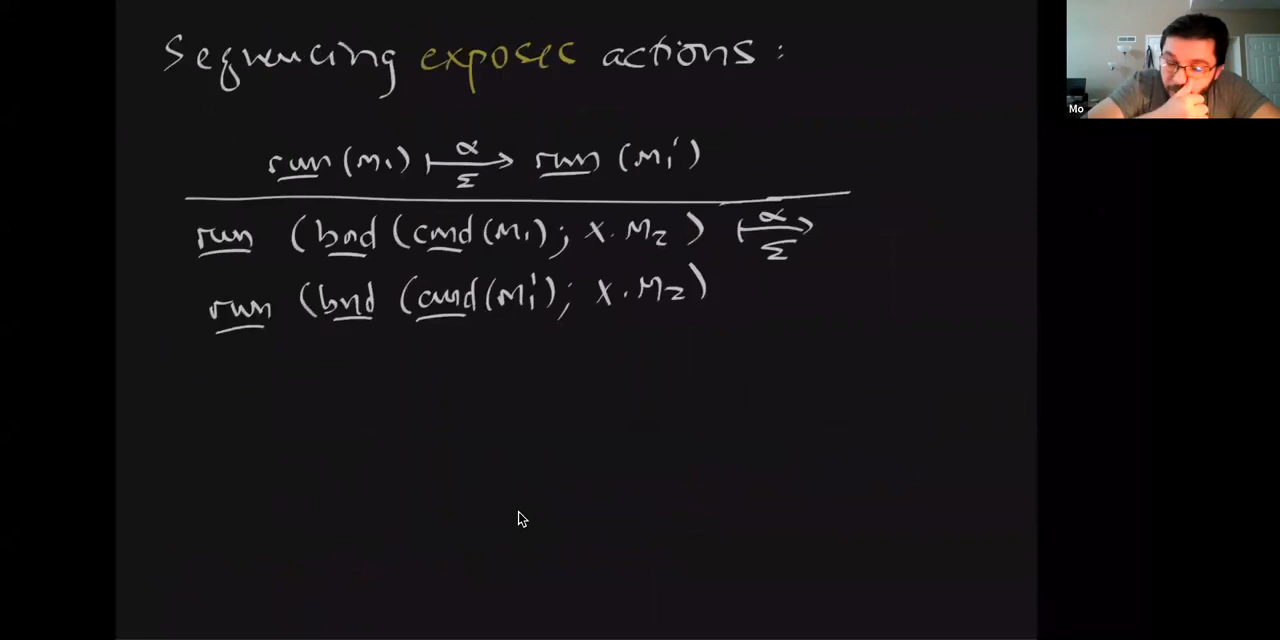 Sequencing exposes actions :
run (m₁) ↦^α_Σ run (m₁')
run (bnd (cmd (m₁) ; x. m₂ ) ↦^α_Σ
run (bnd (cmd (m₁') ; x. m₂ )
Mo